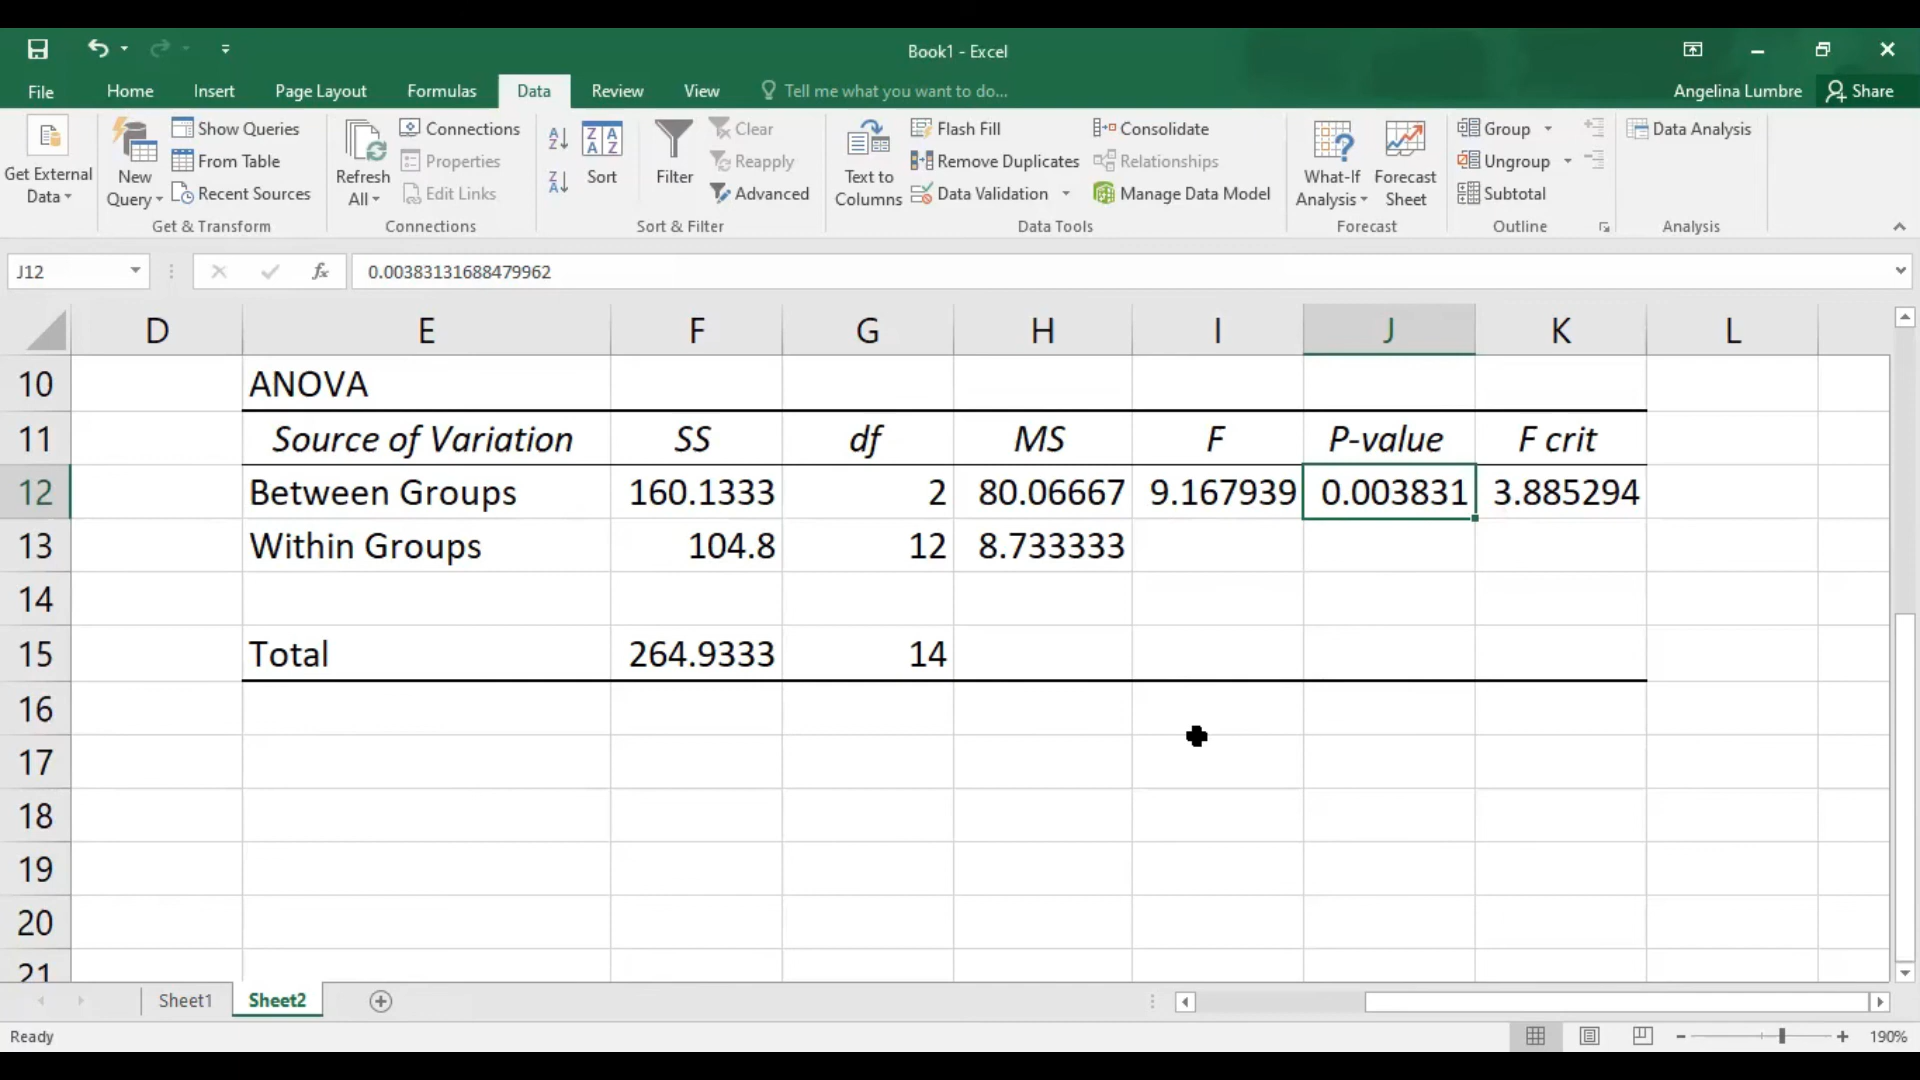 Book1 - Excel
File Home Insert Page Layout Formulas Data Review View Tell me what you want to do... Angelina Lumbre Share
Get External Data
New Query
Show Queries
From Table
Recent Sources
Get & Transform
Refresh All
Connections
Properties
Edit Links
Connections
Sort
Filter
Clear
Reapply
Advanced
Sort & Filter
Text to Columns
Flash Fill
Remove Duplicates
Data Validation
Consolidate
Relationships
Manage Data Model
Data Tools
What-If Analysis
Forecast Sheet
Forecast
Group
Ungroup
Subtotal
Outline
Data Analysis
Analysis
J12 fx 0.00383131688479962
D E F G H I J K L
10 ANOVA
11 Source of Variation SS df MS F P-value F crit
12 Between Groups 160.1333 2 80.06667 9.167939 0.003831 3.885294
13 Within Groups 104.8 12 8.733333
14
15 Total 264.9333 14
16
17
18
19
20
21
Sheet1 Sheet2
Ready 190%